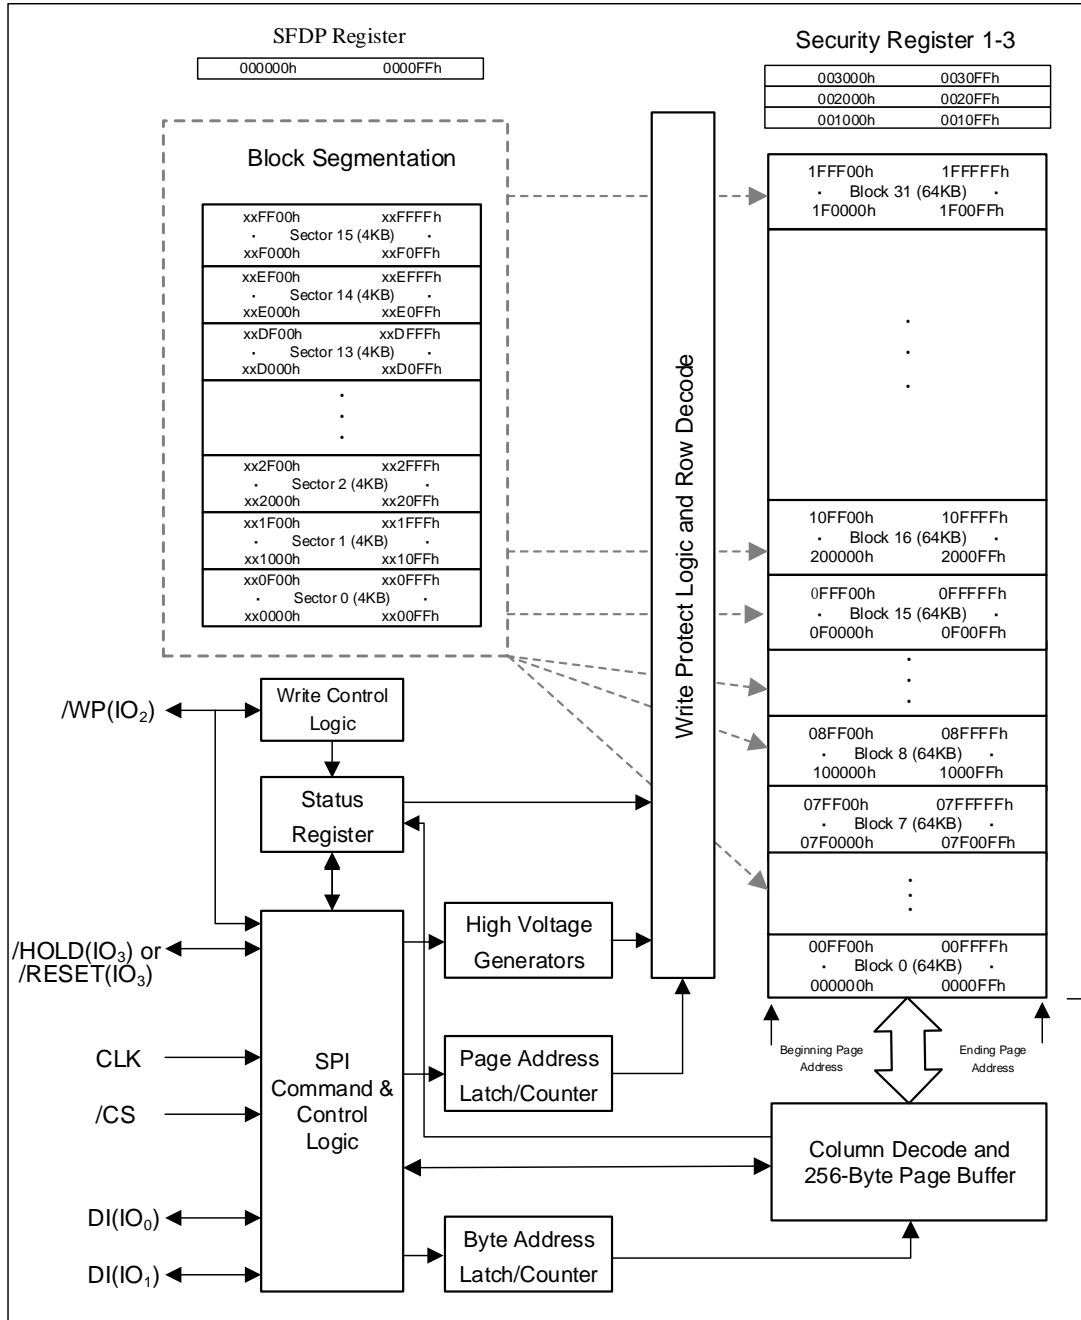 SFDP Register
000000h 0000FFh
Security Register 1-3
003000h 0030FFh
002000h 0020FFh
001000h 0010FFh
Block Segmentation
xxFF00h xxFFFFh
· Sector 15 (4KB) ·
xxF000h xxF0FFh
xxEF00h xxEFFFh
· Sector 14 (4KB) ·
xxE000h xxE0FFh
xxDF00h xxDFFFh
· Sector 13 (4KB) ·
xxD000h xxD0FFh
xx2F00h xx2FFFh
· Sector 2 (4KB) ·
xx2000h xx20FFh
xx1F00h xx1FFFh
· Sector 1 (4KB) ·
xx1000h xx10FFh
xx0F00h xx0FFFh
· Sector 0 (4KB) ·
xx0000h xx00FFh
Write Protect Logic and Row Decode
1FFF00h 1FFFFFh
· Block 31 (64KB) ·
1F0000h 1F00FFh
10FF00h 10FFFFh
· Block 16 (64KB) ·
200000h 2000FFh
0FFF00h 0FFFFFh
· Block 15 (64KB) ·
0F0000h 0F00FFh
08FF00h 08FFFFh
· Block 8 (64KB) ·
100000h 1000FFh
07FF00h 07FFFFFh
· Block 7 (64KB) ·
07F0000h 07F00FFh
00FF00h 00FFFFh
· Block 0 (64KB) ·
000000h 0000FFh
Beginning Page
Address
Ending Page
Address
/WP(IO2)
Write Control
Logic
Status
Register
/HOLD(IO3) or
/RESET(IO3)
CLK
/CS
DI(IO0)
DI(IO1)
SPI
Command &
Control
Logic
High Voltage
Generators
Page Address
Latch/Counter
Byte Address
Latch/Counter
Column Decode and
256-Byte Page Buffer